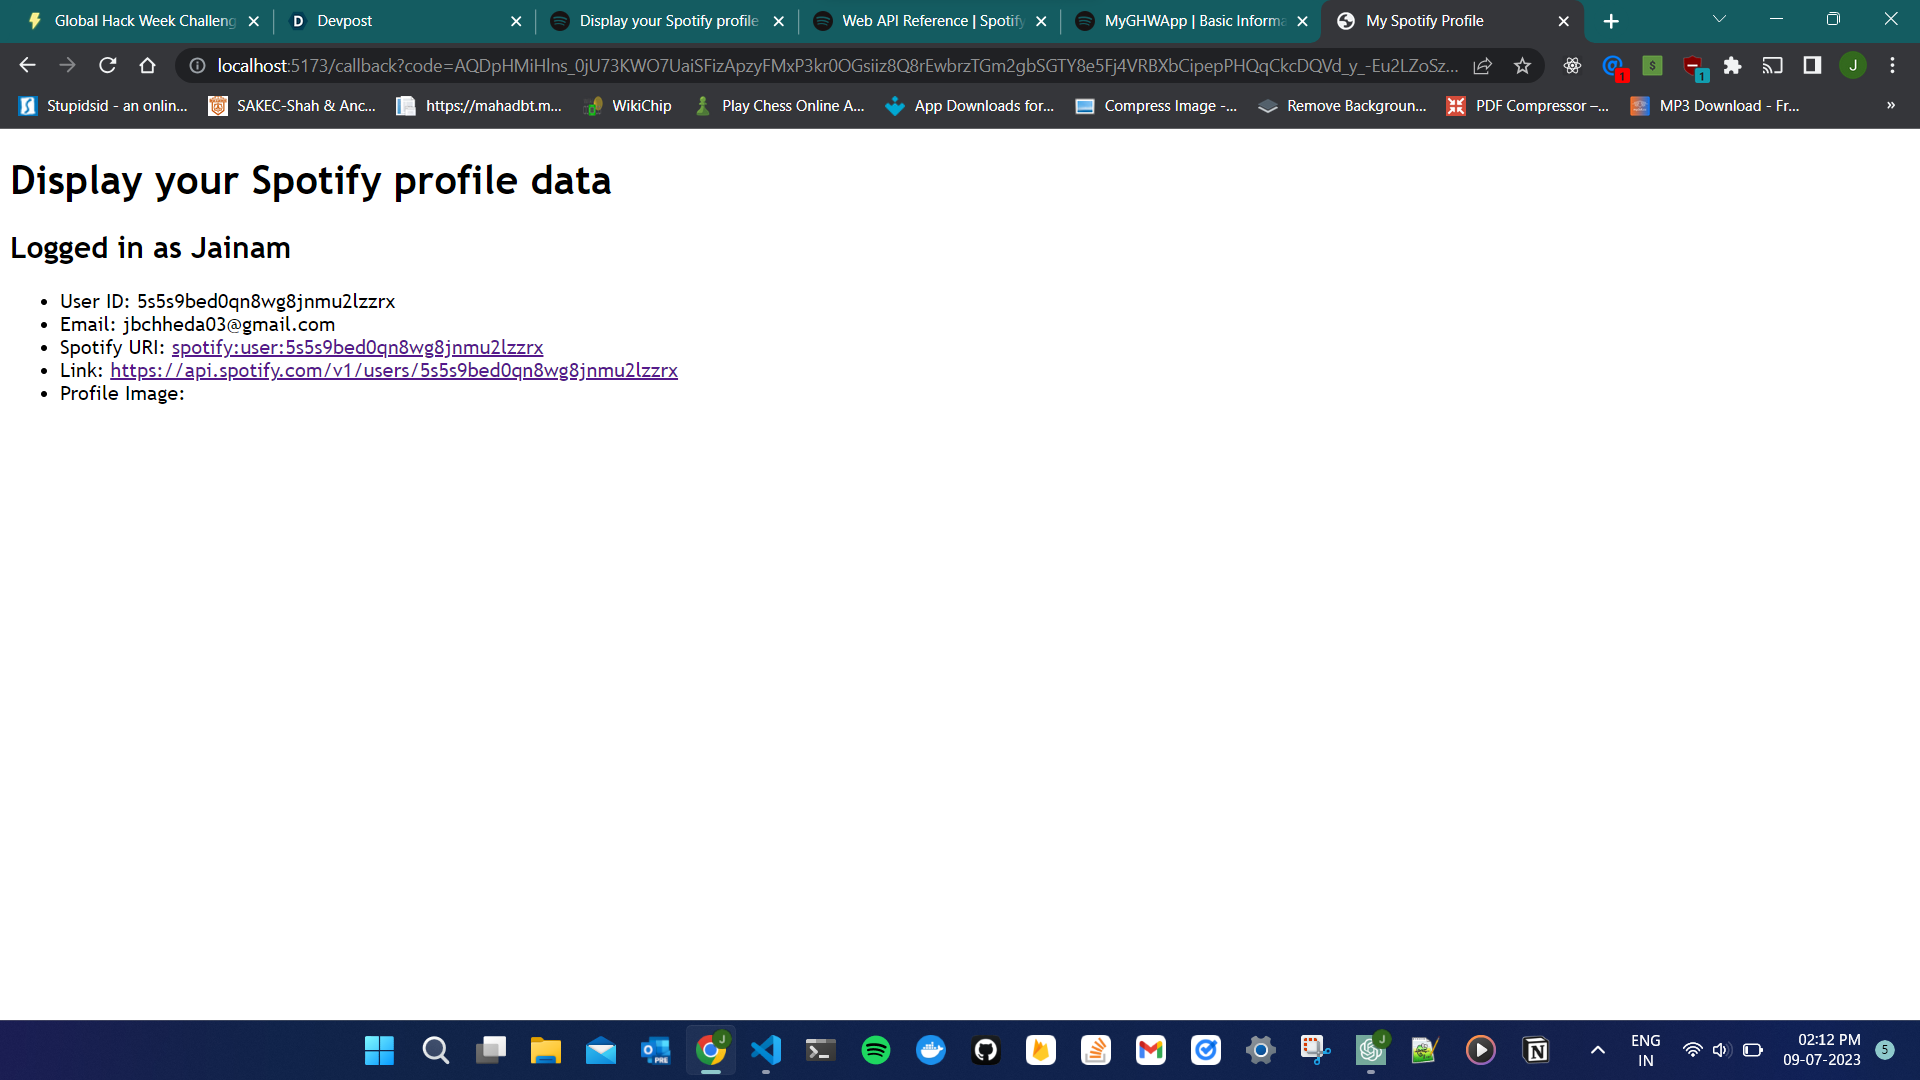 Global Hack Week Challeng
Devpost
Display your Spotify profile
Web API Reference | Spotify
MyGHWApp | Basic Informa
My Spotify Profile
localhost:5173/callback?code=AQDpHMiHlns_0jU73KWO7UaiSFizApzyFMxP3kr0OGsiiz8Q8rEwbrzTGm2gbSGTY8e5Fj4VRBXbCipepPHQqCkcDQVd_y_-Eu2LZoSz...
Stupidsid - an onlin...
SAKEC-Shah & Anc...
https://mahadbt.m...
WikiChip
Play Chess Online A...
App Downloads for...
Compress Image -...
Remove Backgroun...
PDF Compressor –...
MP3 Download - Fr...
Display your Spotify profile data
Logged in as Jainam
User ID: 5s5s9bed0qn8wg8jnmu2lzzrx
Email: jbchheda03@gmail.com
Spotify URI: spotify:user:5s5s9bed0qn8wg8jnmu2lzzrx
Link: https://api.spotify.com/v1/users/5s5s9bed0qn8wg8jnmu2lzzrx
Profile Image:
ENG
IN
02:12 PM
09-07-2023
5